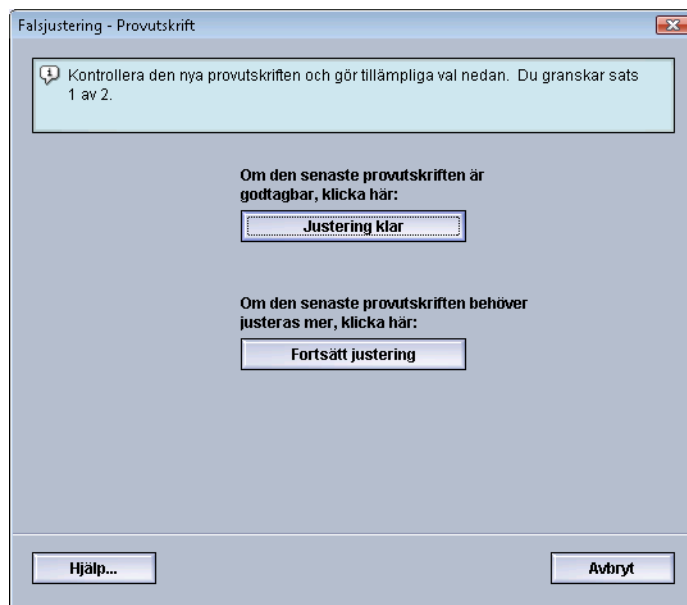 Falsjustering - Provutskrift
Kontrollera den nya provutskriften och gör tillämpliga val nedan. Du granskar sats
1 av 2.
Om den senaste provutskriften är
godtagbar, klicka här:
Justering klar
Om den senaste provutskriften behöver
justeras mer, klicka här:
Fortsätt justering
Hjälp...
Avbryt